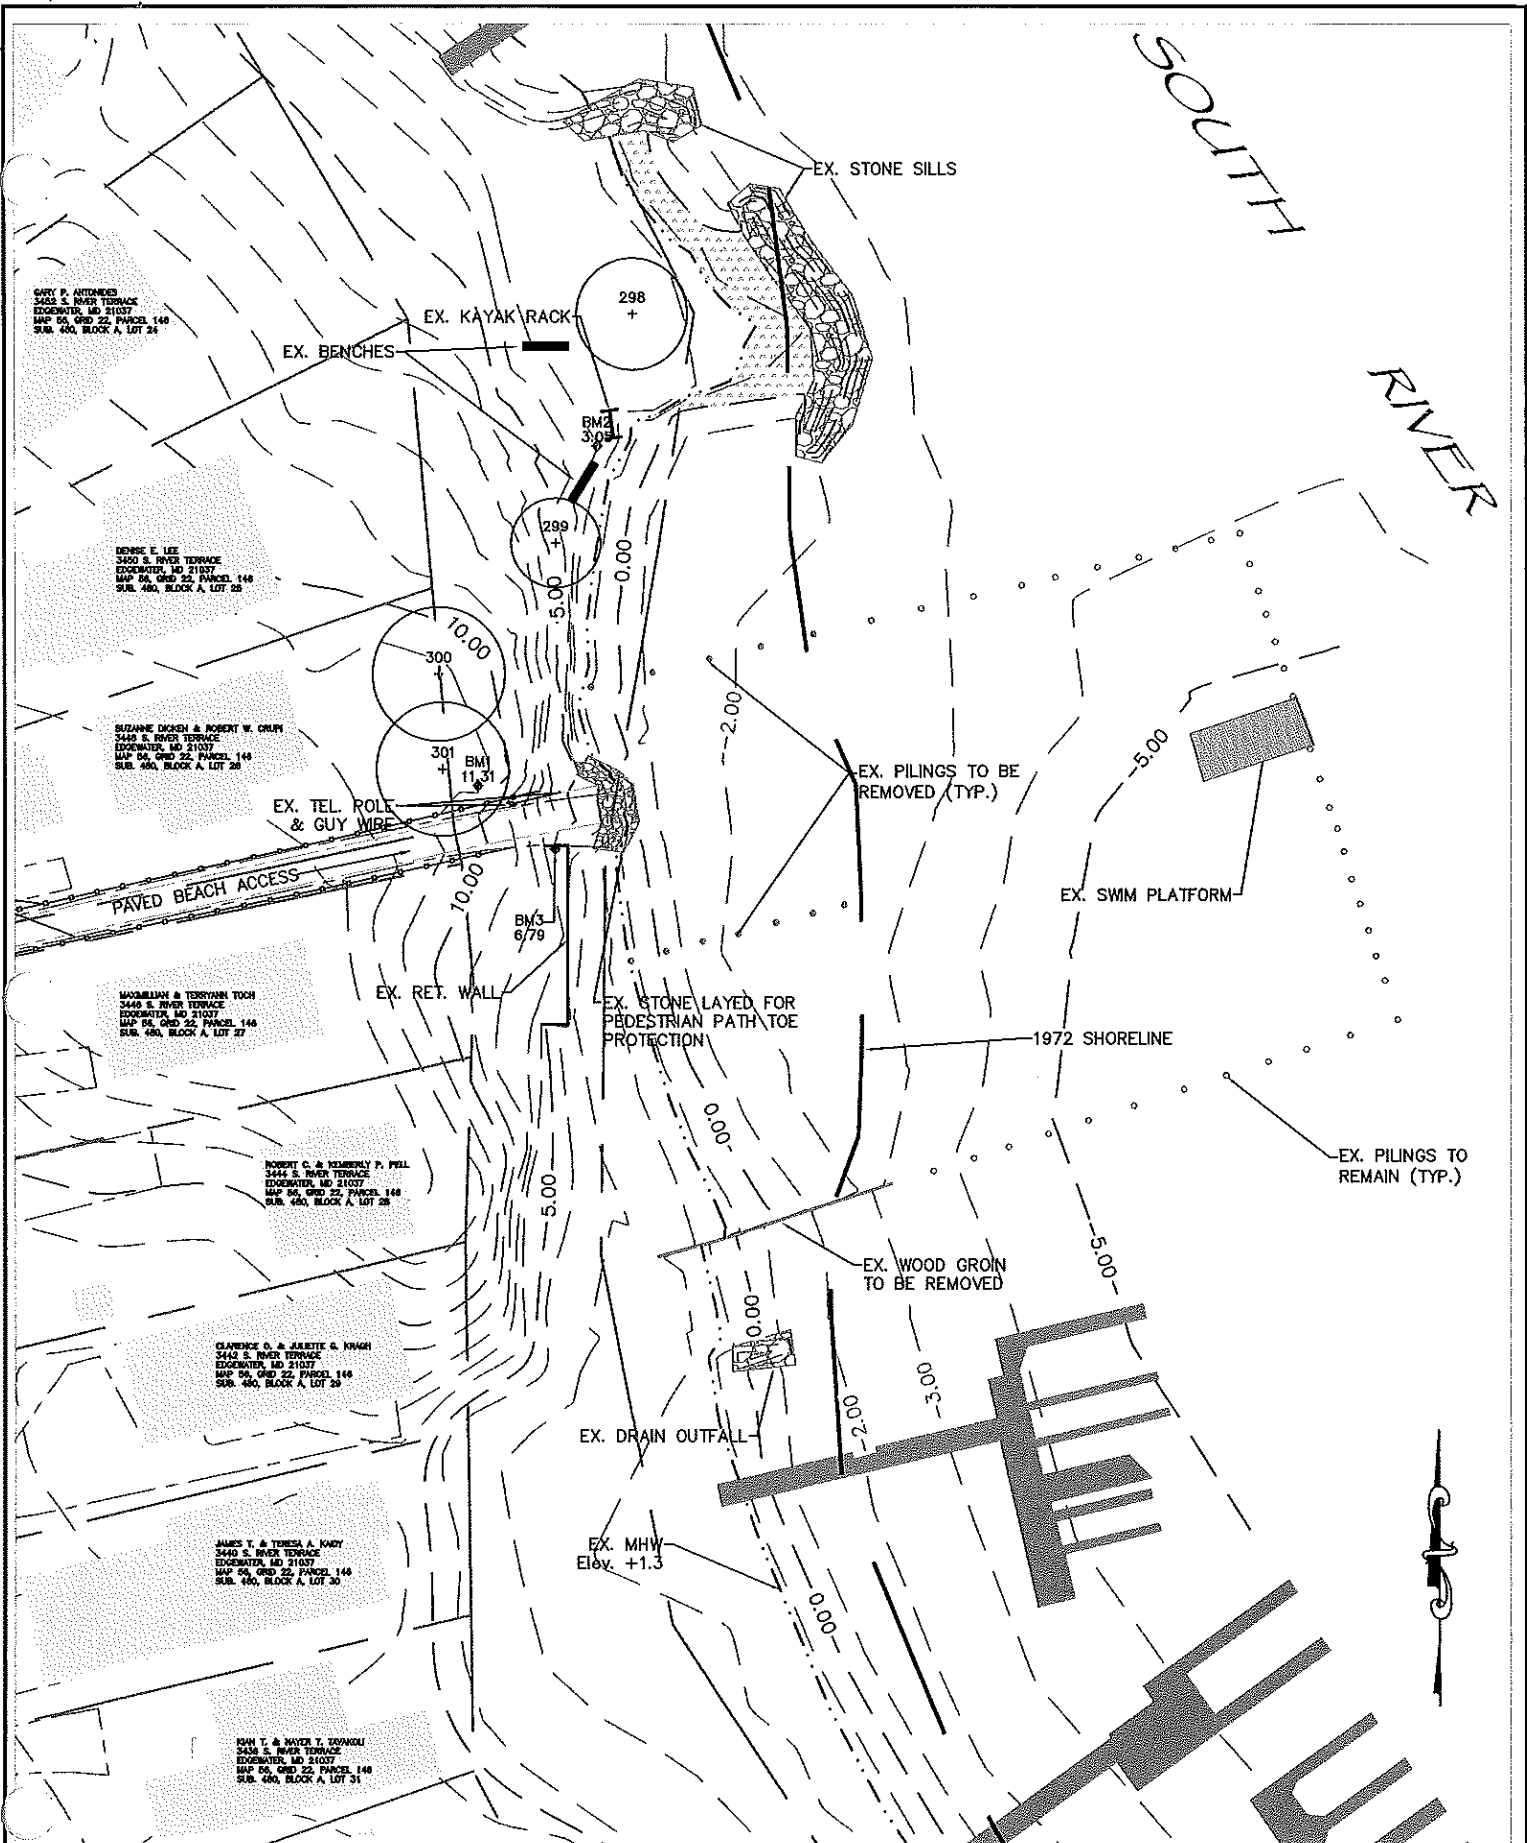 SOUTH
RIVER
EX. STONE SILLS
GARY P. ANTONIDES
3452 S. RIVER TERRACE
EDGEWATER, MD 21037
MAP 56, GRID 22, PARCEL 146
SUB. 480, BLOCK A, LOT 24
298
EX. KAYAK RACK
EX. BENCHES
BM2
3.05
299
0.00
5.00
DENISE E. LEE
3450 S. RIVER TERRACE
EDGEWATER, MD 21037
MAP 56, GRID 22, PARCEL 146
SUB. 480, BLOCK A, LOT 25
10.00
300
SUZANNE DICKEN & ROBERT W. CRUPI
3448 S. RIVER TERRACE
EDGEWATER, MD 21037
MAP 56, GRID 22, PARCEL 146
SUB. 480, BLOCK A, LOT 26
-2.00
-5.00
301
BM1
11.31
EX. PILINGS TO BE
REMOVED (TYP.)
EX. TEL. POLE
& GUY WIRE
PAVED BEACH ACCESS
10.00
EX. SWIM PLATFORM
BM3
6.79
EX. RET. WALL
MAXIMILLIAN & TERRYANN TOCH
3446 S. RIVER TERRACE
EDGEWATER, MD 21037
MAP 56, GRID 22, PARCEL 146
SUB. 480, BLOCK A, LOT 27
EX. STONE LAYED FOR
PEDESTRIAN PATH TOE
PROTECTION
1972 SHORELINE
0.00
EX. PILINGS TO
REMAIN (TYP.)
ROBERT C. & KEMBERLY P. PELL
3444 S. RIVER TERRACE
EDGEWATER, MD 21037
MAP 56, GRID 22, PARCEL 146
SUB. 480, BLOCK A, LOT 28
5.00
-5.00
EX. WOOD GROIN
TO BE REMOVED
0.00
CLARENCE O. & JULIETTE G. KRAGH
3442 S. RIVER TERRACE
EDGEWATER, MD 21037
MAP 56, GRID 22, PARCEL 146
SUB. 480, BLOCK A, LOT 29
-3.00
-2.00
EX. DRAIN OUTFALL
EX. MHW
Elev. +1.3
JAMES T. & TERESA A. KARDY
3440 S. RIVER TERRACE
EDGEWATER, MD 21037
MAP 56, GRID 22, PARCEL 146
SUB. 480, BLOCK A, LOT 30
0.00
T. & T. TAVAKOLI
3438 S. RIVER TERRACE
EDGEWATER, MD 21037
MAP 56, GRID 22, PARCEL 146
SUB. 480, BLOCK A, LOT 31